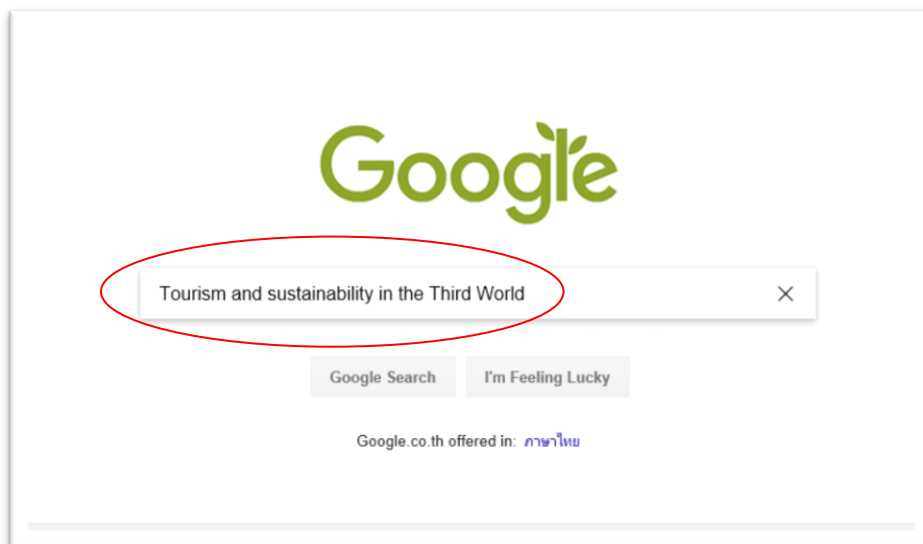 Google
Tourism and sustainability in the Third World
Google Search I'm Feeling Lucky
Google.co.th offered in: ภาษาไทย